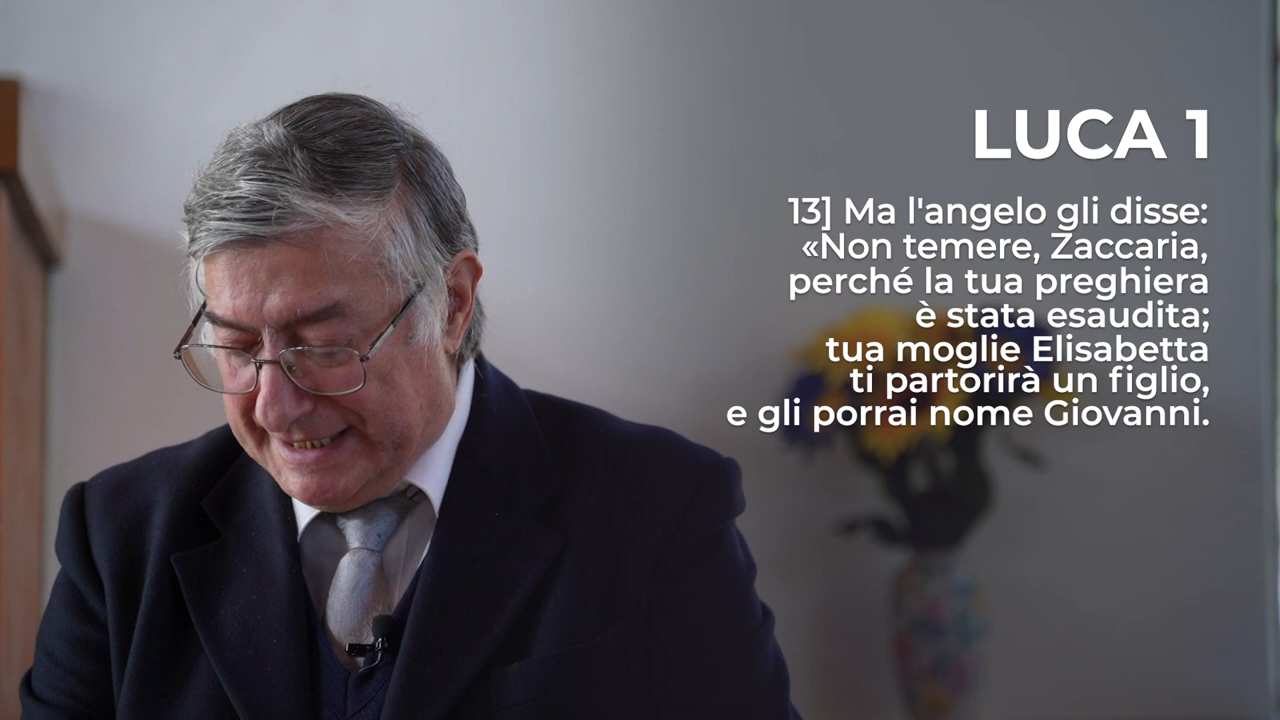 LUCA 1
13] Ma l'angelo gli disse:
«Non temere, Zaccaria,
perché la tua preghiera
è stata esaudita;
tua moglie Elisabetta
ti partorirà un figlio,
e gli porrai nome Giovanni.